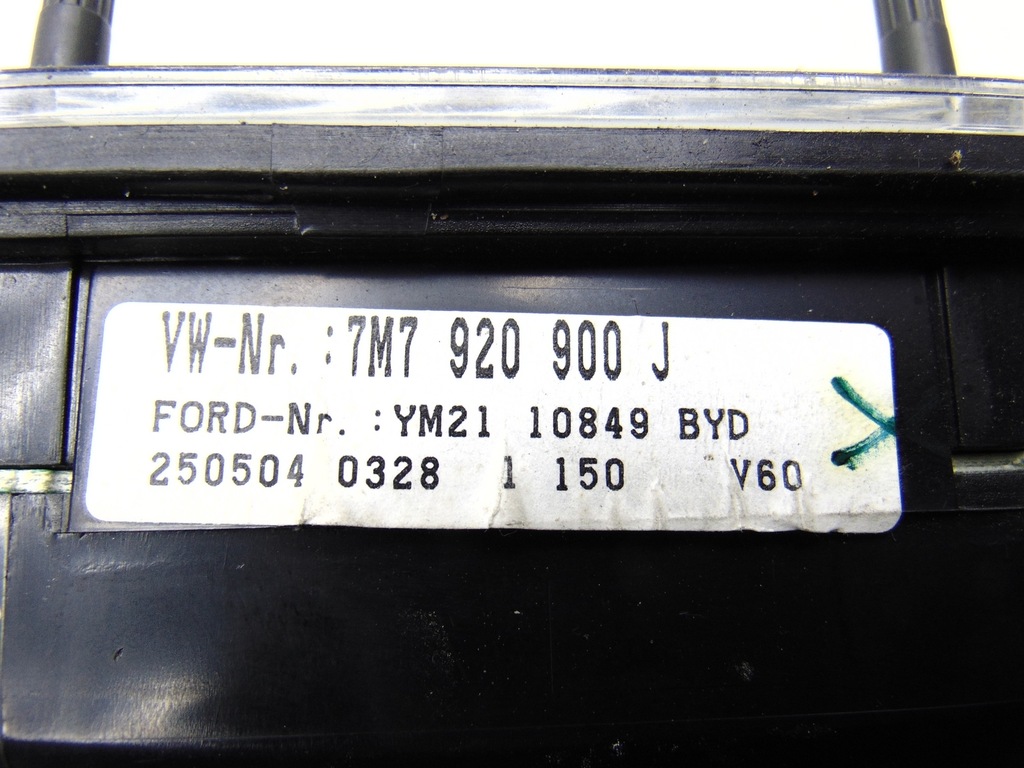 VW-Nr. :7M7 920 900 J
FORD-Nr. :YM21 10849 BYD
250504 0328 1 150 V60